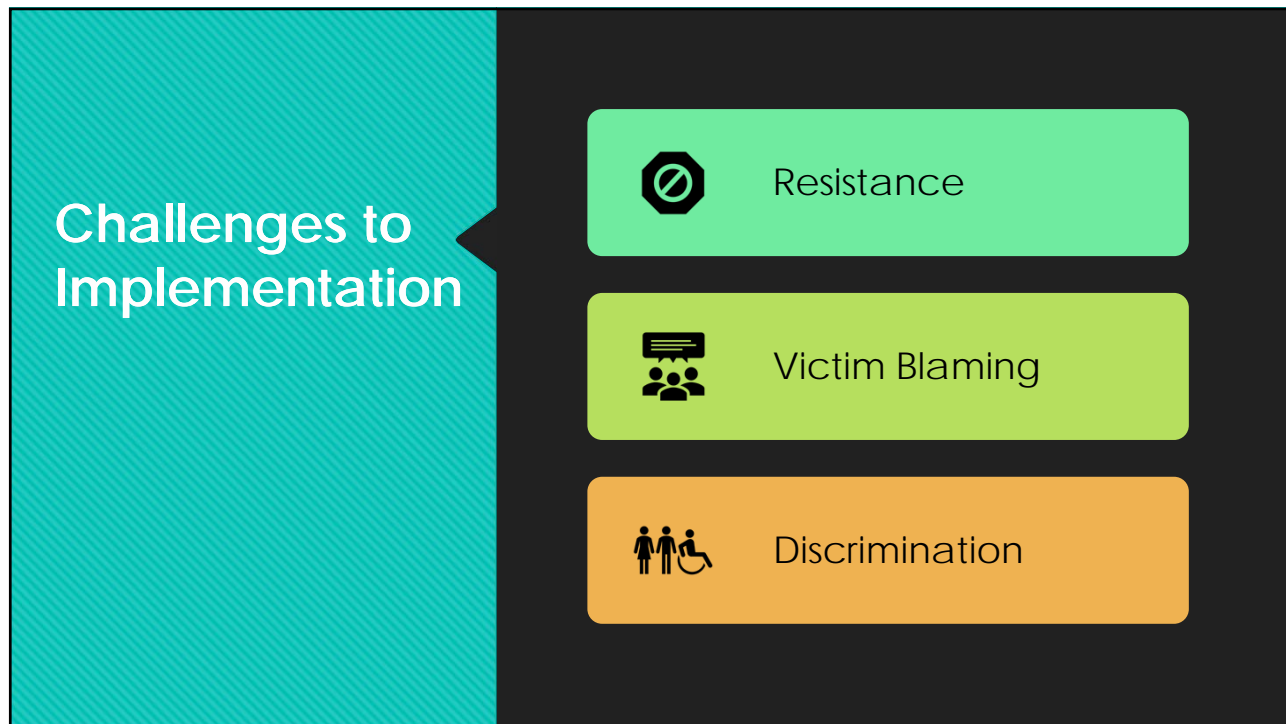 Challenges to
Implementation
Resistance
Victim Blaming
Discrimination